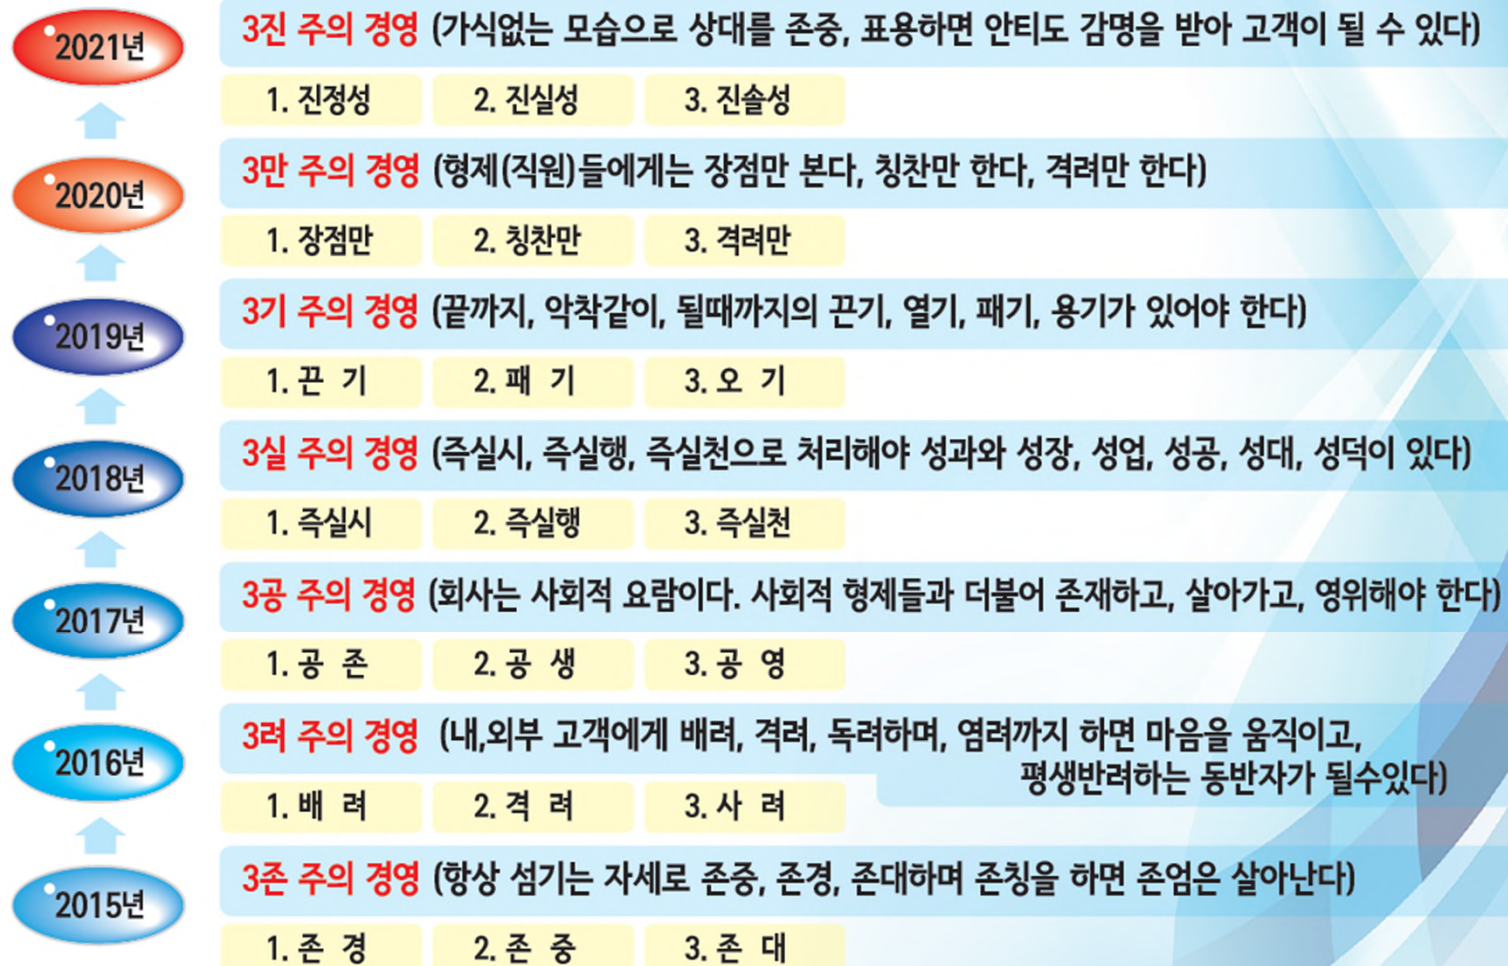 2021년
3진 주의 경영 (가식없는 모습으로 상대를 존중, 표용하면 안티도 감명을 받아 고객이 될 수 있다)
1. 진정성 2. 진실성 3. 진솔성
2020년
3만 주의 경영 (형제(직원)들에게는 장점만 본다, 칭찬만 한다, 격려만 한다)
1. 장점만 2. 칭찬만 3. 격려만
2019년
3기 주의 경영 (끝까지, 악착같이, 될때까지의 끈기, 열기, 패기, 용기가 있어야 한다)
1. 끈 기 2. 패 기 3. 오 기
2018년
3실 주의 경영 (즉실시, 즉실행, 즉실천으로 처리해야 성과와 성장, 성업, 성공, 성대, 성덕이 있다)
1. 즉실시 2. 즉실행 3. 즉실천
2017년
3공 주의 경영 (회사는 사회적 요람이다. 사회적 형제들과 더불어 존재하고, 살아가고, 영위해야 한다)
1. 공 존 2. 공 생 3. 공 영
2016년
3려 주의 경영 (내,외부 고객에게 배려, 격려, 독려하며, 염려까지 하면 마음을 움직이고,
평생반려하는 동반자가 될수있다)
1. 배 려 2. 격 려 3. 사 려
2015년
3존 주의 경영 (항상 섬기는 자세로 존중, 존경, 존대하며 존칭을 하면 존엄은 살아난다)
1. 존 경 2. 존 중 3. 존 대